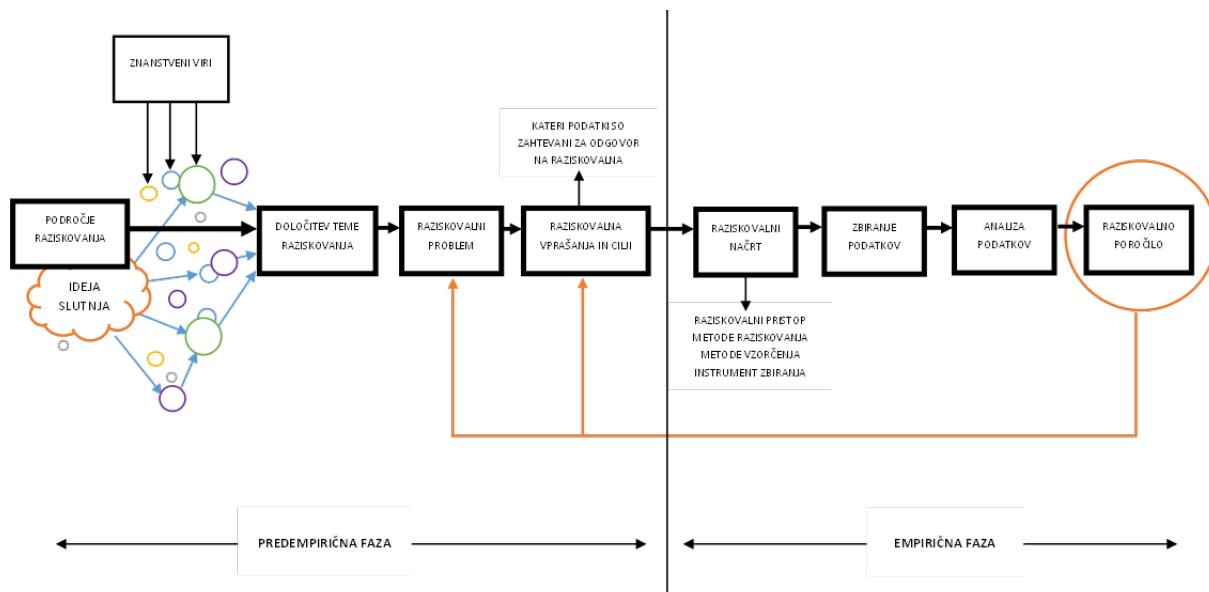 ZNANSTVENI VIRI
KATERI PODATKI SO
ZAHTEVANI ZA ODGOVOR
NA RAZISKOVALNA
PODROČJE
RAZISKOVANJA
IDEJA
SLUTNJA
DOLOČITEV TEME
RAZISKOVANJA
RAZISKOVALNI
PROBLEM
RAZISKOVALNA
VPRAŠANJA IN CILJI
RAZISKOVALNI
NAČRT
ZBIRANJE
PODATKOV
ANALIZA
PODATKOV
RAZISKOVALNO
POROČILO
RAZISKOVALNI PRISTOP
METODE RAZISKOVANJA
METODE VZORČENJA
INSTRUMENT ZBIRANJA
PREDEMPIRIČNA FAZA
EMPIRIČNA FAZA